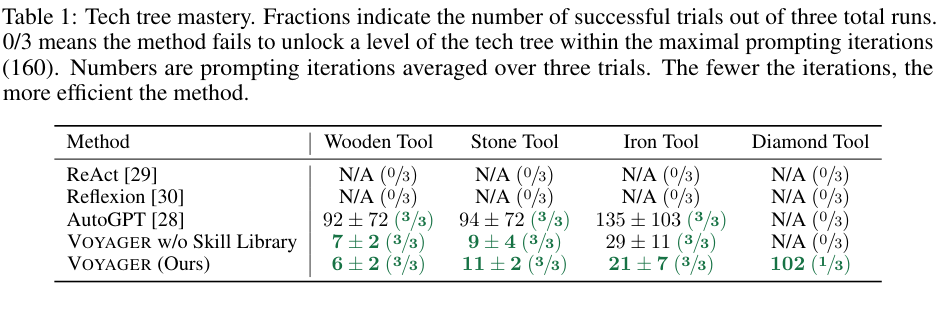 Table 1: Tech tree mastery. Fractions indicate the number of successful trials out of three total runs.
0/3 means the method fails to unlock a level of the tech tree within the maximal prompting iterations
(160). Numbers are prompting iterations averaged over three trials. The fewer the iterations, the
more efficient the method.
Method Wooden Tool Stone Tool Iron Tool Diamond Tool
ReAct [29] N/A (0/3) N/A (0/3) N/A (0/3) N/A (0/3)
Reflexion [30] N/A (0/3) N/A (0/3) N/A (0/3) N/A (0/3)
AutoGPT [28] 92 ± 72 (3/3) 94 ± 72 (3/3) 135 ± 103 (3/3) N/A (0/3)
VOYAGER w/o Skill Library 7 ± 2 (3/3) 9 ± 4 (3/3) 29 ± 11 (3/3) N/A (0/3)
VOYAGER (Ours) 6 ± 2 (3/3) 11 ± 2 (3/3) 21 ± 7 (3/3) 102 (1/3)